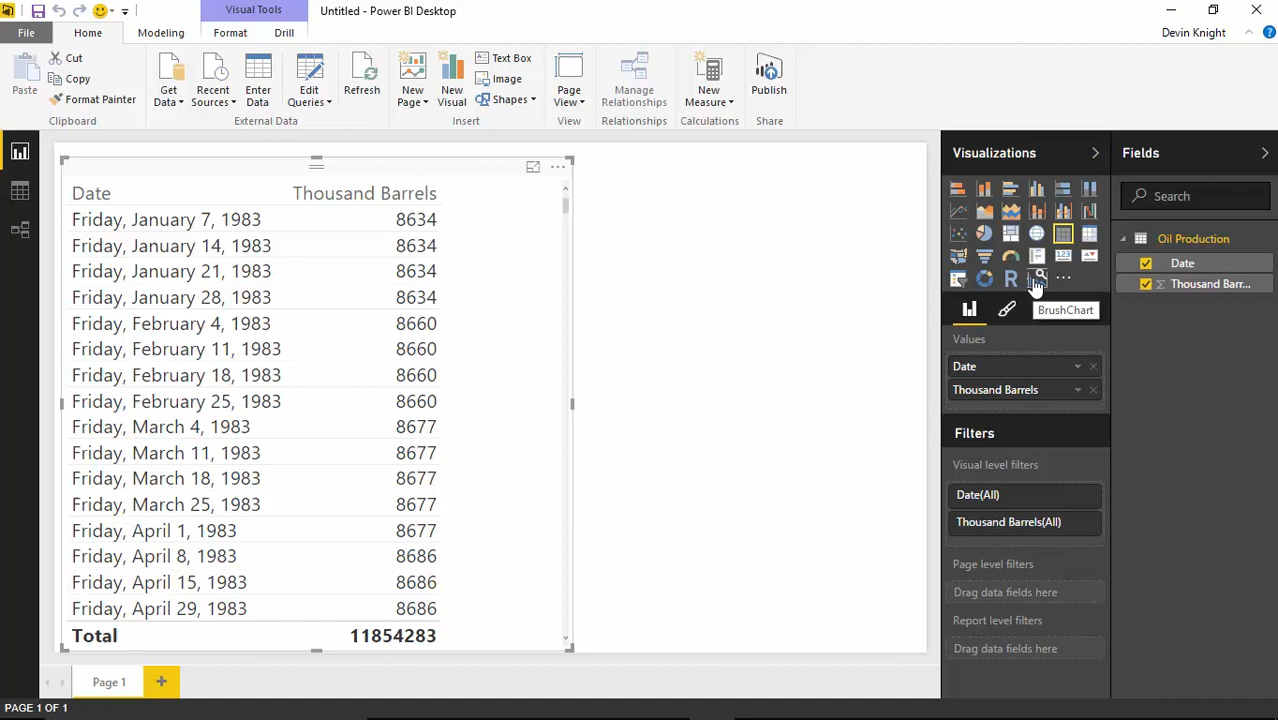 Visual Tools
Untitled - Power BI Desktop
File
Home
Modeling
Format
Drill
Devin Knight
Paste
Cut
Copy
Format Painter
Clipboard
Get Data
Recent Sources
Enter Data
Edit Queries
Refresh
External Data
New Page
New Visual
Text Box
Image
Shapes
Insert
Page View
View
Manage Relationships
Relationships
New Measure
Calculations
Publish
Share
Date Thousand Barrels
Friday, January 7, 1983 8634
Friday, January 14, 1983 8634
Friday, January 21, 1983 8634
Friday, January 28, 1983 8634
Friday, February 4, 1983 8660
Friday, February 11, 1983 8660
Friday, February 18, 1983 8660
Friday, February 25, 1983 8660
Friday, March 4, 1983 8677
Friday, March 11, 1983 8677
Friday, March 18, 1983 8677
Friday, March 25, 1983 8677
Friday, April 1, 1983 8677
Friday, April 8, 1983 8686
Friday, April 15, 1983 8686
Friday, April 29, 1983 8686
Total 11854283
Visualizations
123
R
BrushChart
Values
Date
Thousand Barrels
Filters
Visual level filters
Date(All)
Thousand Barrels(All)
Page level filters
Drag data fields here
Report level filters
Drag data fields here
Fields
Search
Oil Production
Date
Σ Thousand Barr...
Page 1
PAGE 1 OF 1